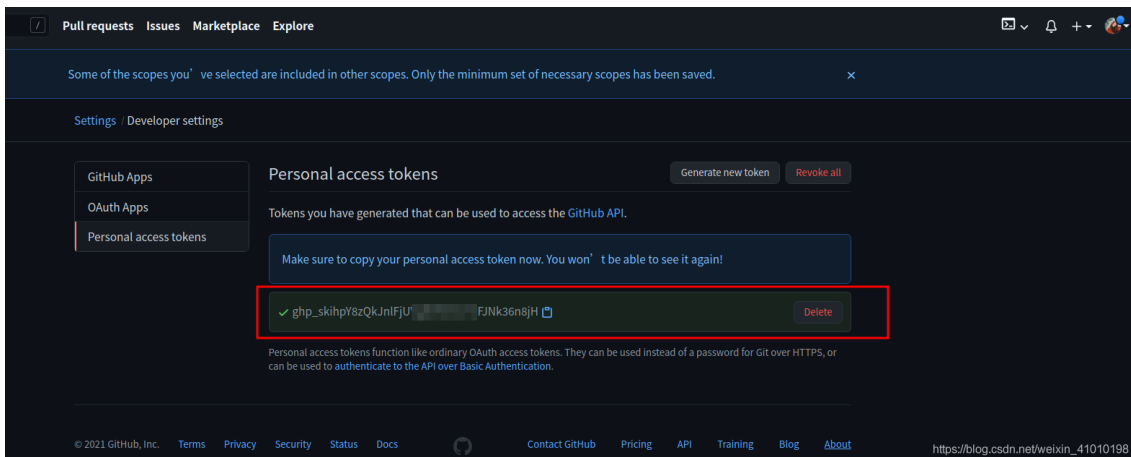 / Pull requests Issues Marketplace Explore
Some of the scopes you’ve selected are included in other scopes. Only the minimum set of necessary scopes has been saved.
Settings / Developer settings
GitHub Apps
OAuth Apps
Personal access tokens
Personal access tokens
Generate new token
Revoke all
Tokens you have generated that can be used to access the GitHub API.
Make sure to copy your personal access token now. You won’t be able to see it again!
Delete
Personal access tokens function like ordinary OAuth access tokens. They can be used instead of a password for Git over HTTPS, or
can be used to authenticate to the API over Basic Authentication.
© 2021 GitHub, Inc. Terms Privacy Security Status Docs Contact GitHub Pricing API Training Blog About
https://blog.csdn.net/weixin_41010198